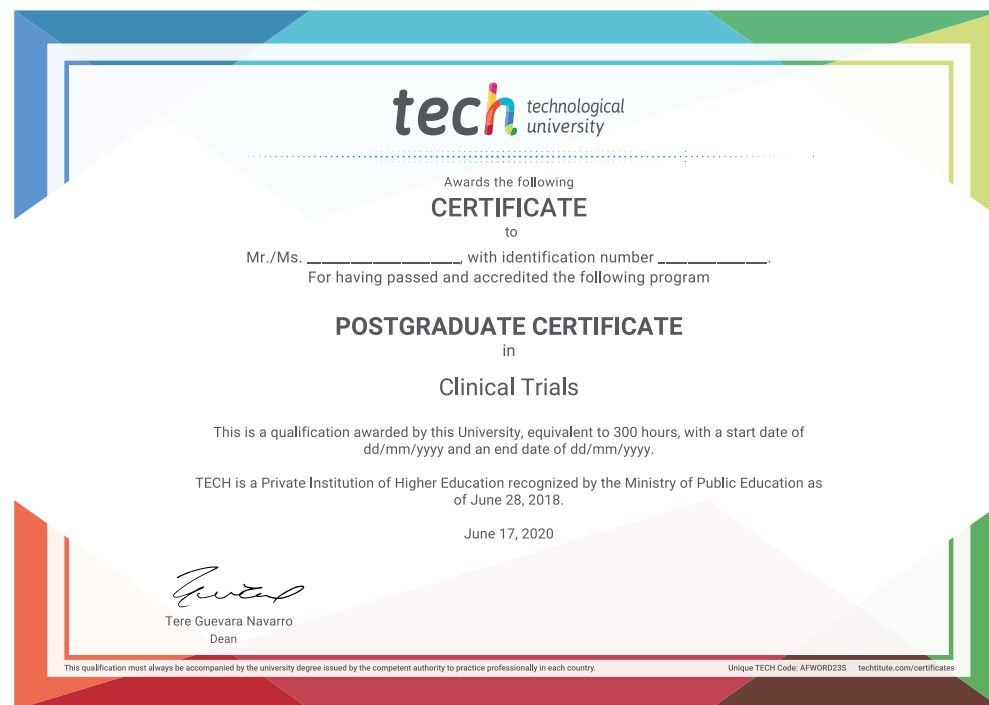 tech technological
university
Awards the following
CERTIFICATE
to
Mr./Ms. ____________________, with identification number ______________.
For having passed and accredited the following program
POSTGRADUATE CERTIFICATE
in
Clinical Trials
This is a qualification awarded by this University, equivalent to 300 hours, with a start date of
dd/mm/yyyy and an end date of dd/mm/yyyy.
TECH is a Private Institution of Higher Education recognized by the Ministry of Public Education as
of June 28, 2018.
June 17, 2020
Tere Guevara Navarro
Dean
This qualification must always be accompanied by the university degree issued by the competent authority to practice professionally in each country.
Unique TECH Code: AFWORD23S techtitute.com/certificates